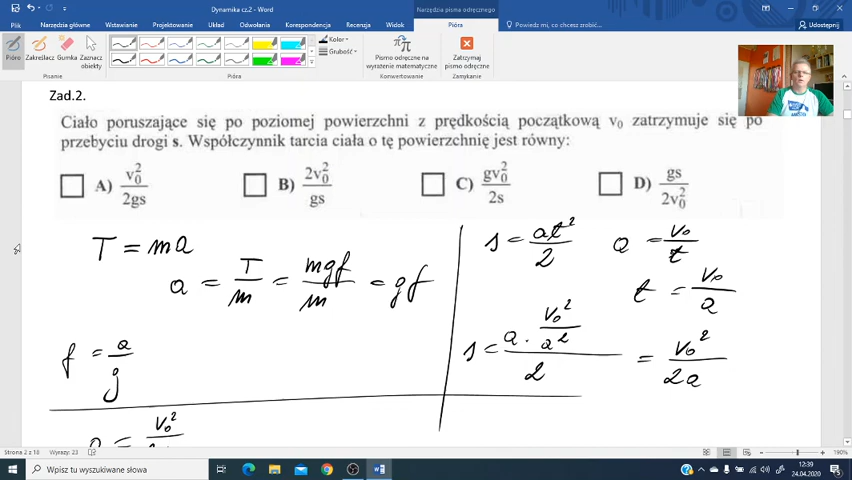 Dynamika cz.2 - Word
Narzędzia pisma odręcznego
Plik Narzędzia główne Wstawianie Projektowanie Układ Odwołania Korespondencja Recenzja Widok Pióra Powiedz mi, co chcesz zrobić... Udostępnij
Pióro Zakreślacz Gumka Zaznacz obiekty
Kolor
Grubość
Pismo odręczne na wyrażenie matematyczne
Zatrzymaj pismo odręczne
Pisanie Pióra Konwertowanie Zamykanie
Zad.2.
Ciało poruszające się po poziomej powierzchni z prędkością początkową v₀ zatrzymuje się po
przebyciu drogi s. Współczynnik tarcia ciała o tę powierzchnię jest równy:
A) v₀²/2gs B) 2v₀²/gs C) gv₀²/2s D) gs/2v₀²
T = ma
a = T/m = mgf/m = gf
f = a/g
s = at²/2 a = v₀/t
t = v₀/a
s = (a · v₀²/a²)/2 = v₀²/2a
a = v₀²
Strona 2 z 18 Wyrazy: 23 190%
Wpisz tu wyszukiwane słowo
12:39
24.04.2020